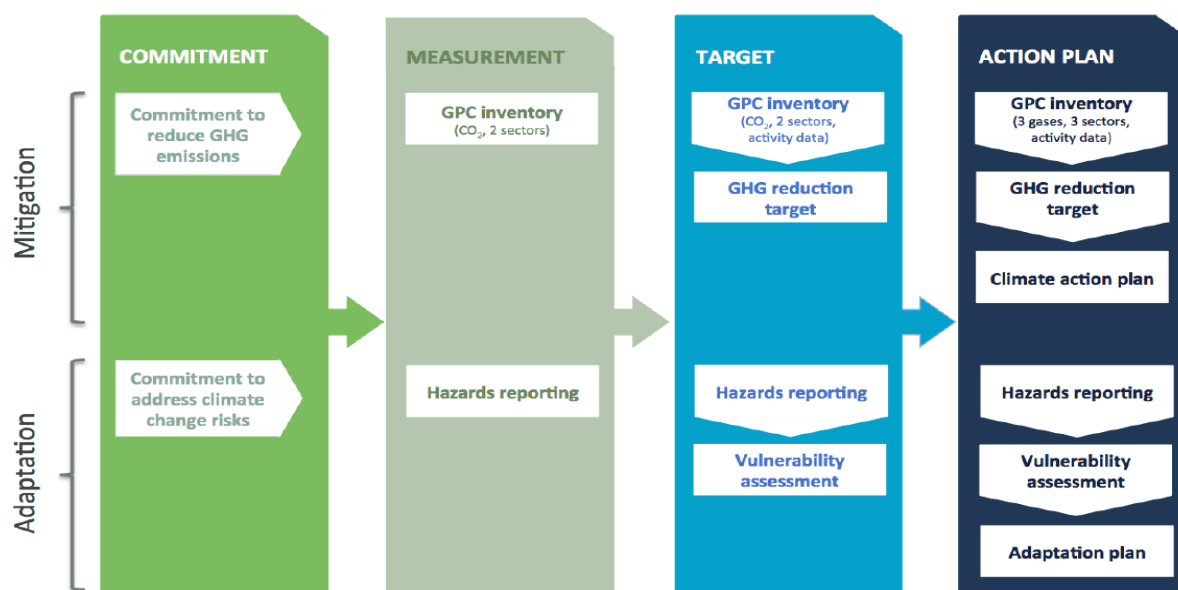 COMMITMENT
MEASUREMENT
TARGET
ACTION PLAN
Mitigation
Commitment to
reduce GHG
emissions
GPC inventory
(CO₂, 2 sectors)
GPC inventory
(CO₂, 2 sectors,
activity data)
GHG reduction
target
GPC inventory
(3 gases, 3 sectors,
activity data)
GHG reduction
target
Climate action plan
Adaptation
Commitment to
address climate
change risks
Hazards reporting
Hazards reporting
Vulnerability
assessment
Hazards reporting
Vulnerability
assessment
Adaptation plan